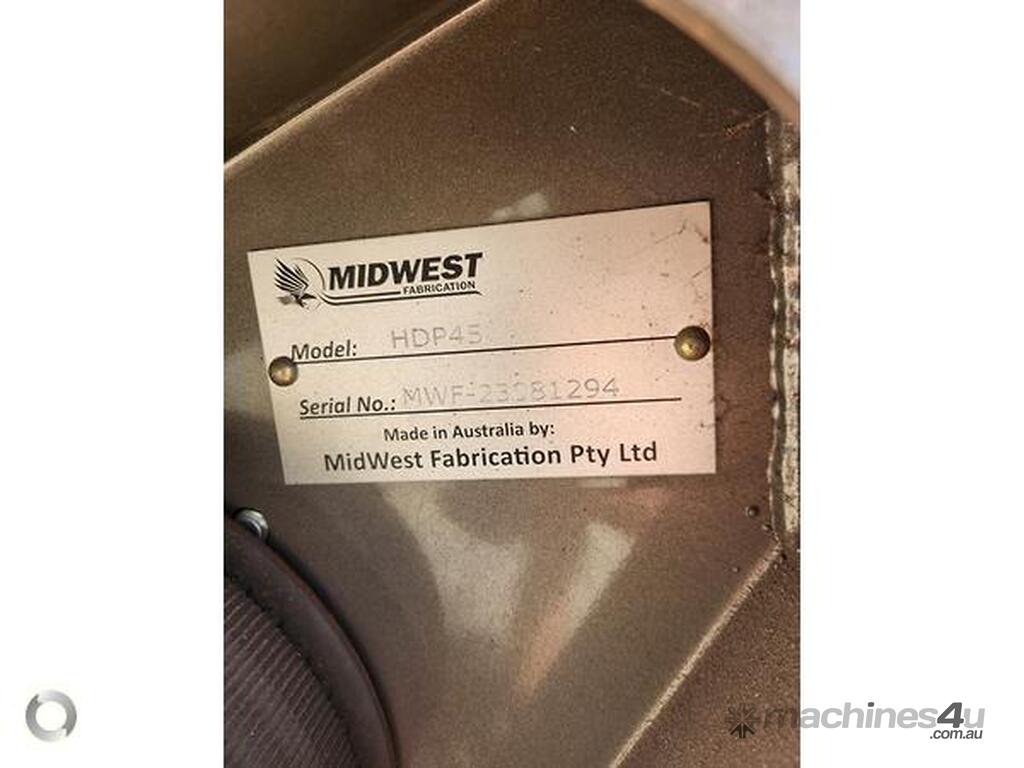 MIDWEST
FABRICATION
Model: HDP45
Serial No.: MWF-23081294
Made in Australia by:
MidWest Fabrication Pty Ltd
machines4u
.com.au